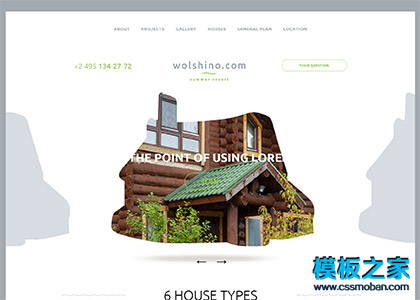 ABOUT PROJECTS GALLERY HOUSES GENERAL PLAN LOCATION
+2 495 134-27-72
wolshino.com
summer resort
YOUR QUESTION
THE POINT OF USING LORE
6 HOUSE TYPES
模板之家
www.cssmoban.com